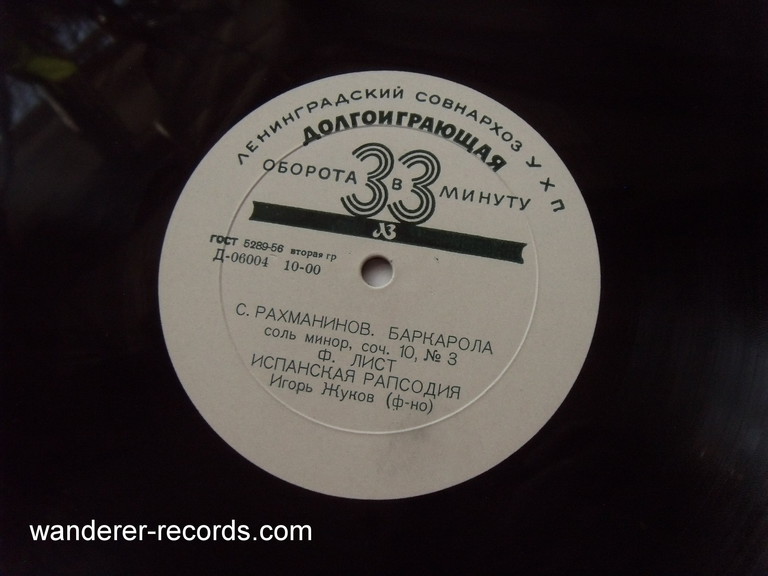 ЛЕНИНГРАДСКИЙ СОВНАРХОЗ УХП
ДОЛГОИГРАЮЩАЯ
ОБОРОТА 33 В МИНУТУ
ЛЗ
ГОСТ 5289-56 вторая гр
Д-06004 10-00
С. РАХМАНИНОВ. БАРКАРОЛА
соль минор, соч. 10, № 3
Ф. ЛИСТ
ИСПАНСКАЯ РАПСОДИЯ
Игорь Жуков (ф-но)
wanderer-records.com